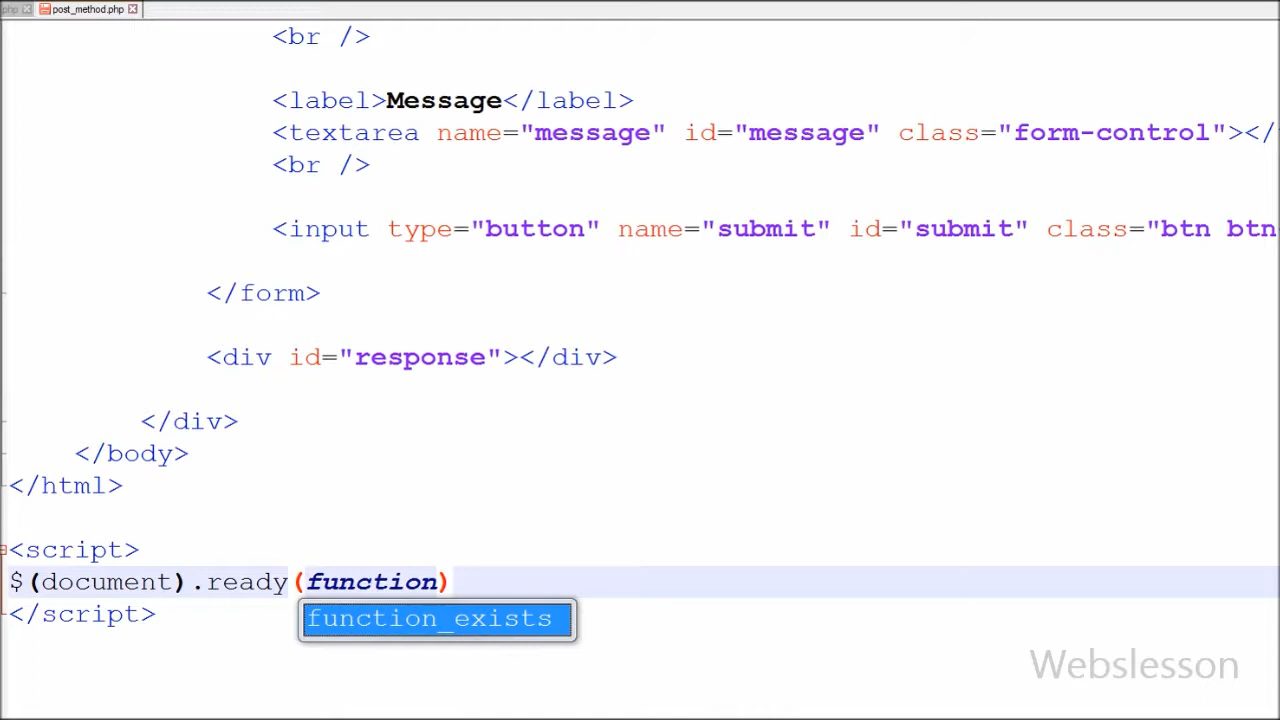 php post_method.php
<br />
<label>Message</label>
<textarea name="message" id="message" class="form-control"></
<br />
<input type="button" name="submit" id="submit" class="btn btn-
</form>
<div id="response"></div>
</div>
</body>
</html>
<script>
$(document).ready(function)
function_exists
</script>
Webslesson